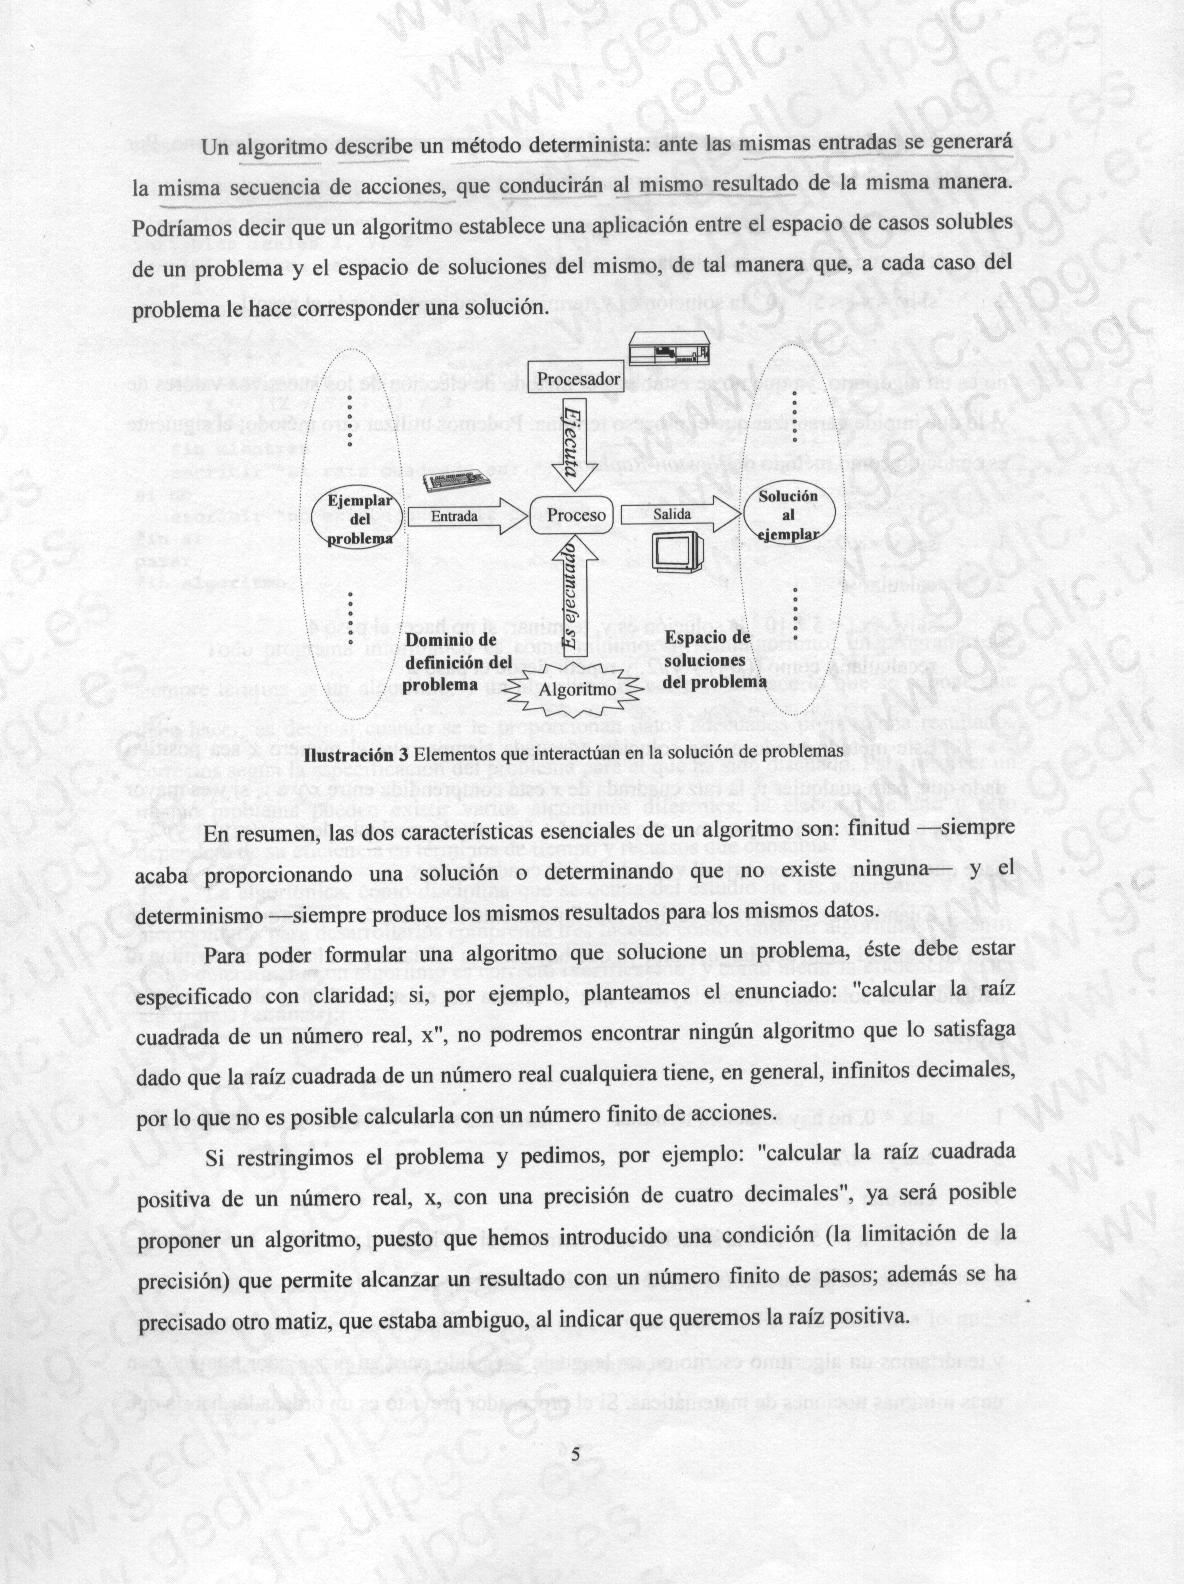 Un algoritmo describe un método determinista: ante las mismas entradas se generará
la misma secuencia de acciones, que conducirán al mismo resultado de la misma manera.
Podríamos decir que un algoritmo establece una aplicación entre el espacio de casos solubles
de un problema y el espacio de soluciones del mismo, de tal manera que, a cada caso del
problema le hace corresponder una solución.
Procesador
Ejecuta
Ejemplar
del
problema
Entrada
Proceso
Salida
Solución
al
ejemplar
Es ejecutado
Dominio de
definición del
problema
Algoritmo
Espacio de
soluciones
del problema
Ilustración 3 Elementos que interactúan en la solución de problemas
En resumen, las dos características esenciales de un algoritmo son: finitud —siempre
acaba proporcionando una solución o determinando que no existe ninguna— y el
determinismo —siempre produce los mismos resultados para los mismos datos.
Para poder formular una algoritmo que solucione un problema, éste debe estar
especificado con claridad; si, por ejemplo, planteamos el enunciado: "calcular la raíz
cuadrada de un número real, x", no podremos encontrar ningún algoritmo que lo satisfaga
dado que la raíz cuadrada de un número real cualquiera tiene, en general, infinitos decimales,
por lo que no es posible calcularla con un número finito de acciones.
Si restringimos el problema y pedimos, por ejemplo: "calcular la raíz cuadrada
positiva de un número real, x, con una precisión de cuatro decimales", ya será posible
proponer un algoritmo, puesto que hemos introducido una condición (la limitación de la
precisión) que permite alcanzar un resultado con un número finito de pasos; además se ha
precisado otro matiz, que estaba ambiguo, al indicar que queremos la raíz positiva.
5
www.gedlc.ulpgc.es